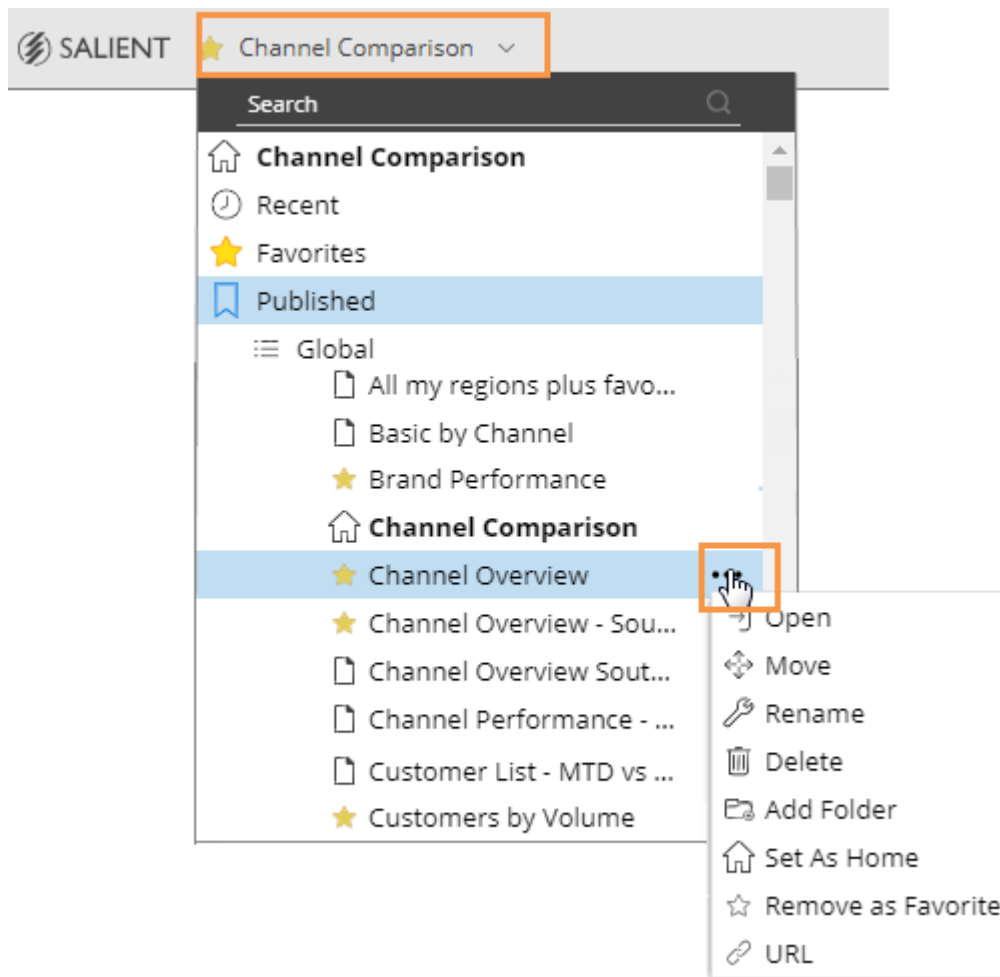 SALIENT
Channel Comparison
Search
Channel Comparison
Recent
Favorites
Published
Global
All my regions plus favo...
Basic by Channel
Brand Performance
Channel Comparison
Channel Overview
Channel Overview - Sou...
Channel Overview Sout...
Channel Performance - ...
Customer List - MTD vs ...
Customers by Volume
Open
Move
Rename
Delete
Add Folder
Set As Home
Remove as Favorite
URL